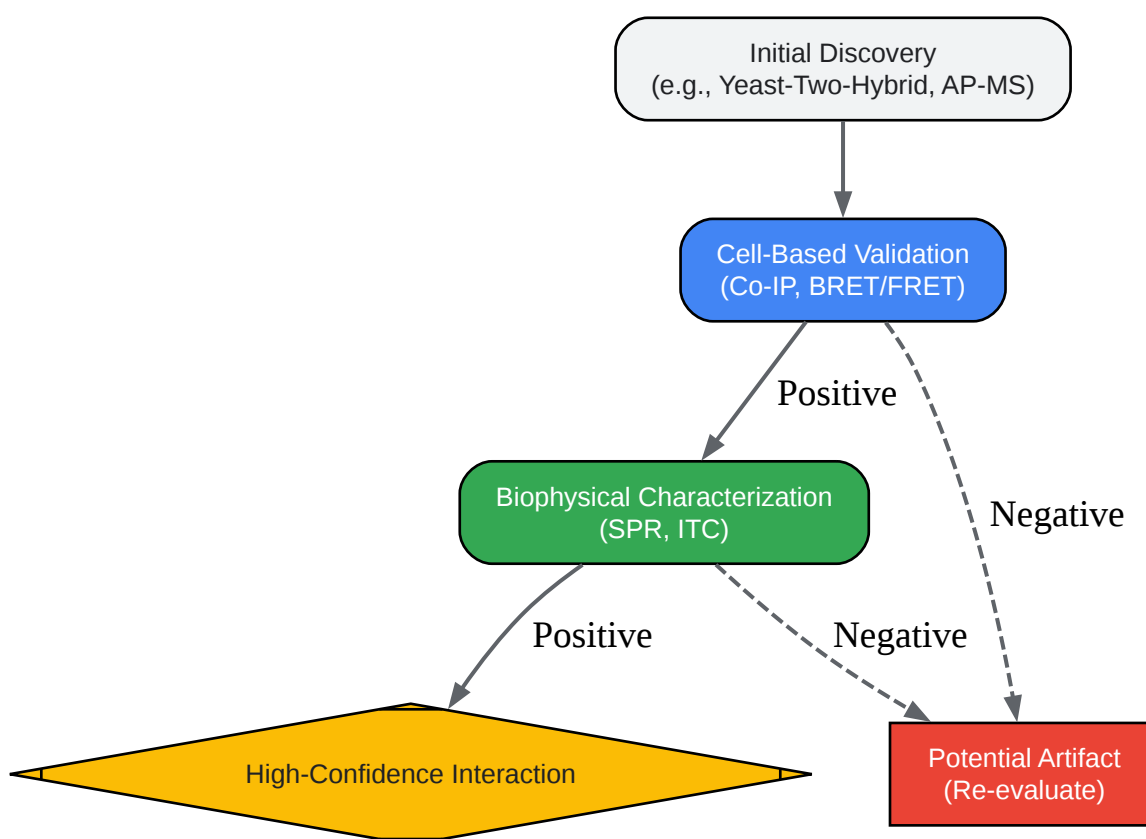 Initial Discovery
(e.g., Yeast-Two-Hybrid, AP-MS)
Cell-Based Validation
(Co-IP, BRET/FRET)
Positive
Biophysical Characterization
(SPR, ITC)
Negative
Positive
Negative
High-Confidence Interaction
Potential Artifact
(Re-evaluate)